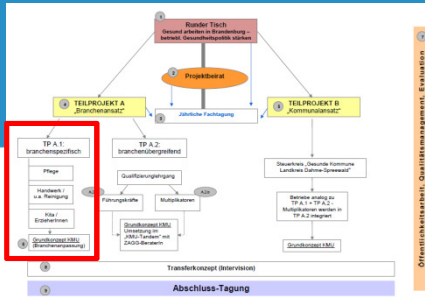 1
Runder Tisch
Gesund arbeiten in Brandenburg –
betriebl. Gesundheitspolitik stärken
2
Projektbeirat
4
TEILPROJEKT A
„Branchenansatz"
Jährliche Fachtagung
TEILPROJEKT B
"Kommunalansatz"
TP A.1:
branchenspezifisch
TP A.2:
branchenübergreifend
Pflege
Handwerk /
u.a. Reinigung
Kita /
ErzieherInnen
Grundkonzept KMU
(Branchenanpassung)
Qualifizierungslehrgang
Führungskräfte
Multiplikatoren
Grundkonzept KMU
Umsetzung im
„KMU-Tandem" mit
ZAGG-BeraterIn
Steuerkreis „Gesunde Kommune
Landkreis Dahme-Spreewald"
Betriebe analog zu
TP A.1 + TP A.2 -
Multiplikatoren werden in
TP A.2 integriert
Grundkonzept KMU
Transferkonzept (Intervision)
Abschluss-Tagung
Öffentlichkeitsarbeit, Qualitätsmanagement, Evaluation